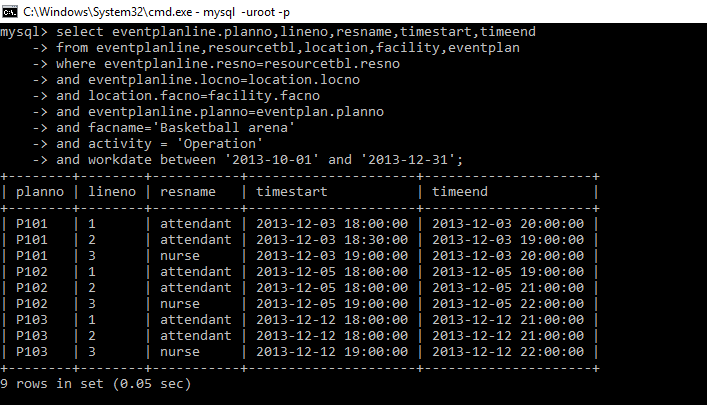 C:\Windows\System32\cmd.exe - mysql -uroot -p
mysql> select eventplanline.planno,lineno,resname,timestart,timeend
    -> from eventplanline,resourcetbl,location,facility,eventplan
    -> where eventplanline.resno=resourcetbl.resno
    -> and eventplanline.locno=location.locno
    -> and location.facno=facility.facno
    -> and eventplanline.planno=eventplan.planno
    -> and facname='Basketball arena'
    -> and activity = 'Operation'
    -> and workdate between '2013-10-01' and '2013-12-31';
+--------+--------+-----------+---------------------+---------------------+
| planno | lineno | resname   | timestart           | timeend             |
+--------+--------+-----------+---------------------+---------------------+
| P101   | 1      | attendant | 2013-12-03 18:00:00 | 2013-12-03 20:00:00 |
| P101   | 2      | attendant | 2013-12-03 18:30:00 | 2013-12-03 19:00:00 |
| P101   | 3      | nurse     | 2013-12-03 19:00:00 | 2013-12-03 20:00:00 |
| P102   | 1      | attendant | 2013-12-05 18:00:00 | 2013-12-05 19:00:00 |
| P102   | 2      | attendant | 2013-12-05 18:00:00 | 2013-12-05 21:00:00 |
| P102   | 3      | nurse     | 2013-12-05 19:00:00 | 2013-12-05 22:00:00 |
| P103   | 1      | attendant | 2013-12-12 18:00:00 | 2013-12-12 21:00:00 |
| P103   | 2      | attendant | 2013-12-12 18:00:00 | 2013-12-12 21:00:00 |
| P103   | 3      | nurse     | 2013-12-12 19:00:00 | 2013-12-12 22:00:00 |
+--------+--------+-----------+---------------------+---------------------+
9 rows in set (0.05 sec)